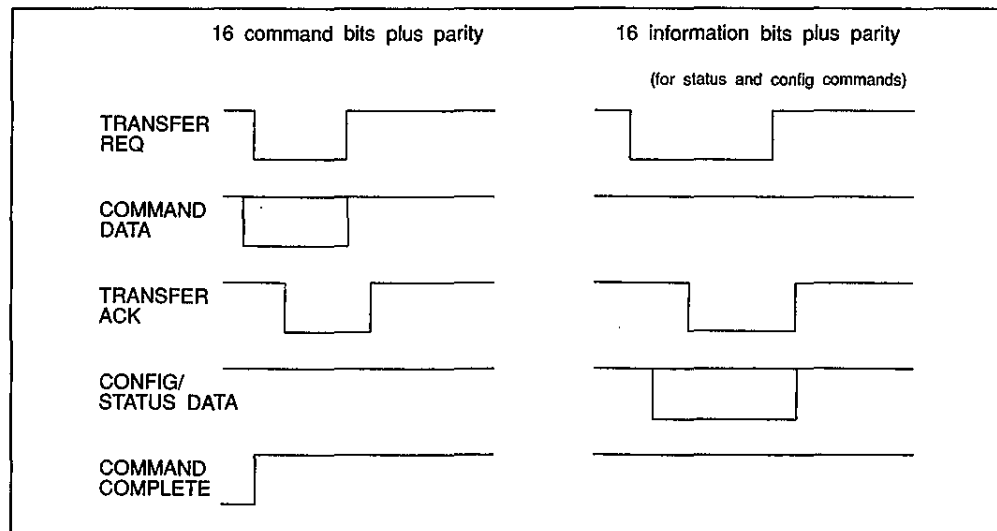 16 command bits plus parity
16 information bits plus parity
(for status and config commands)
TRANSFER
REQ
COMMAND
DATA
TRANSFER
ACK
CONFIG/
STATUS DATA
COMMAND
COMPLETE